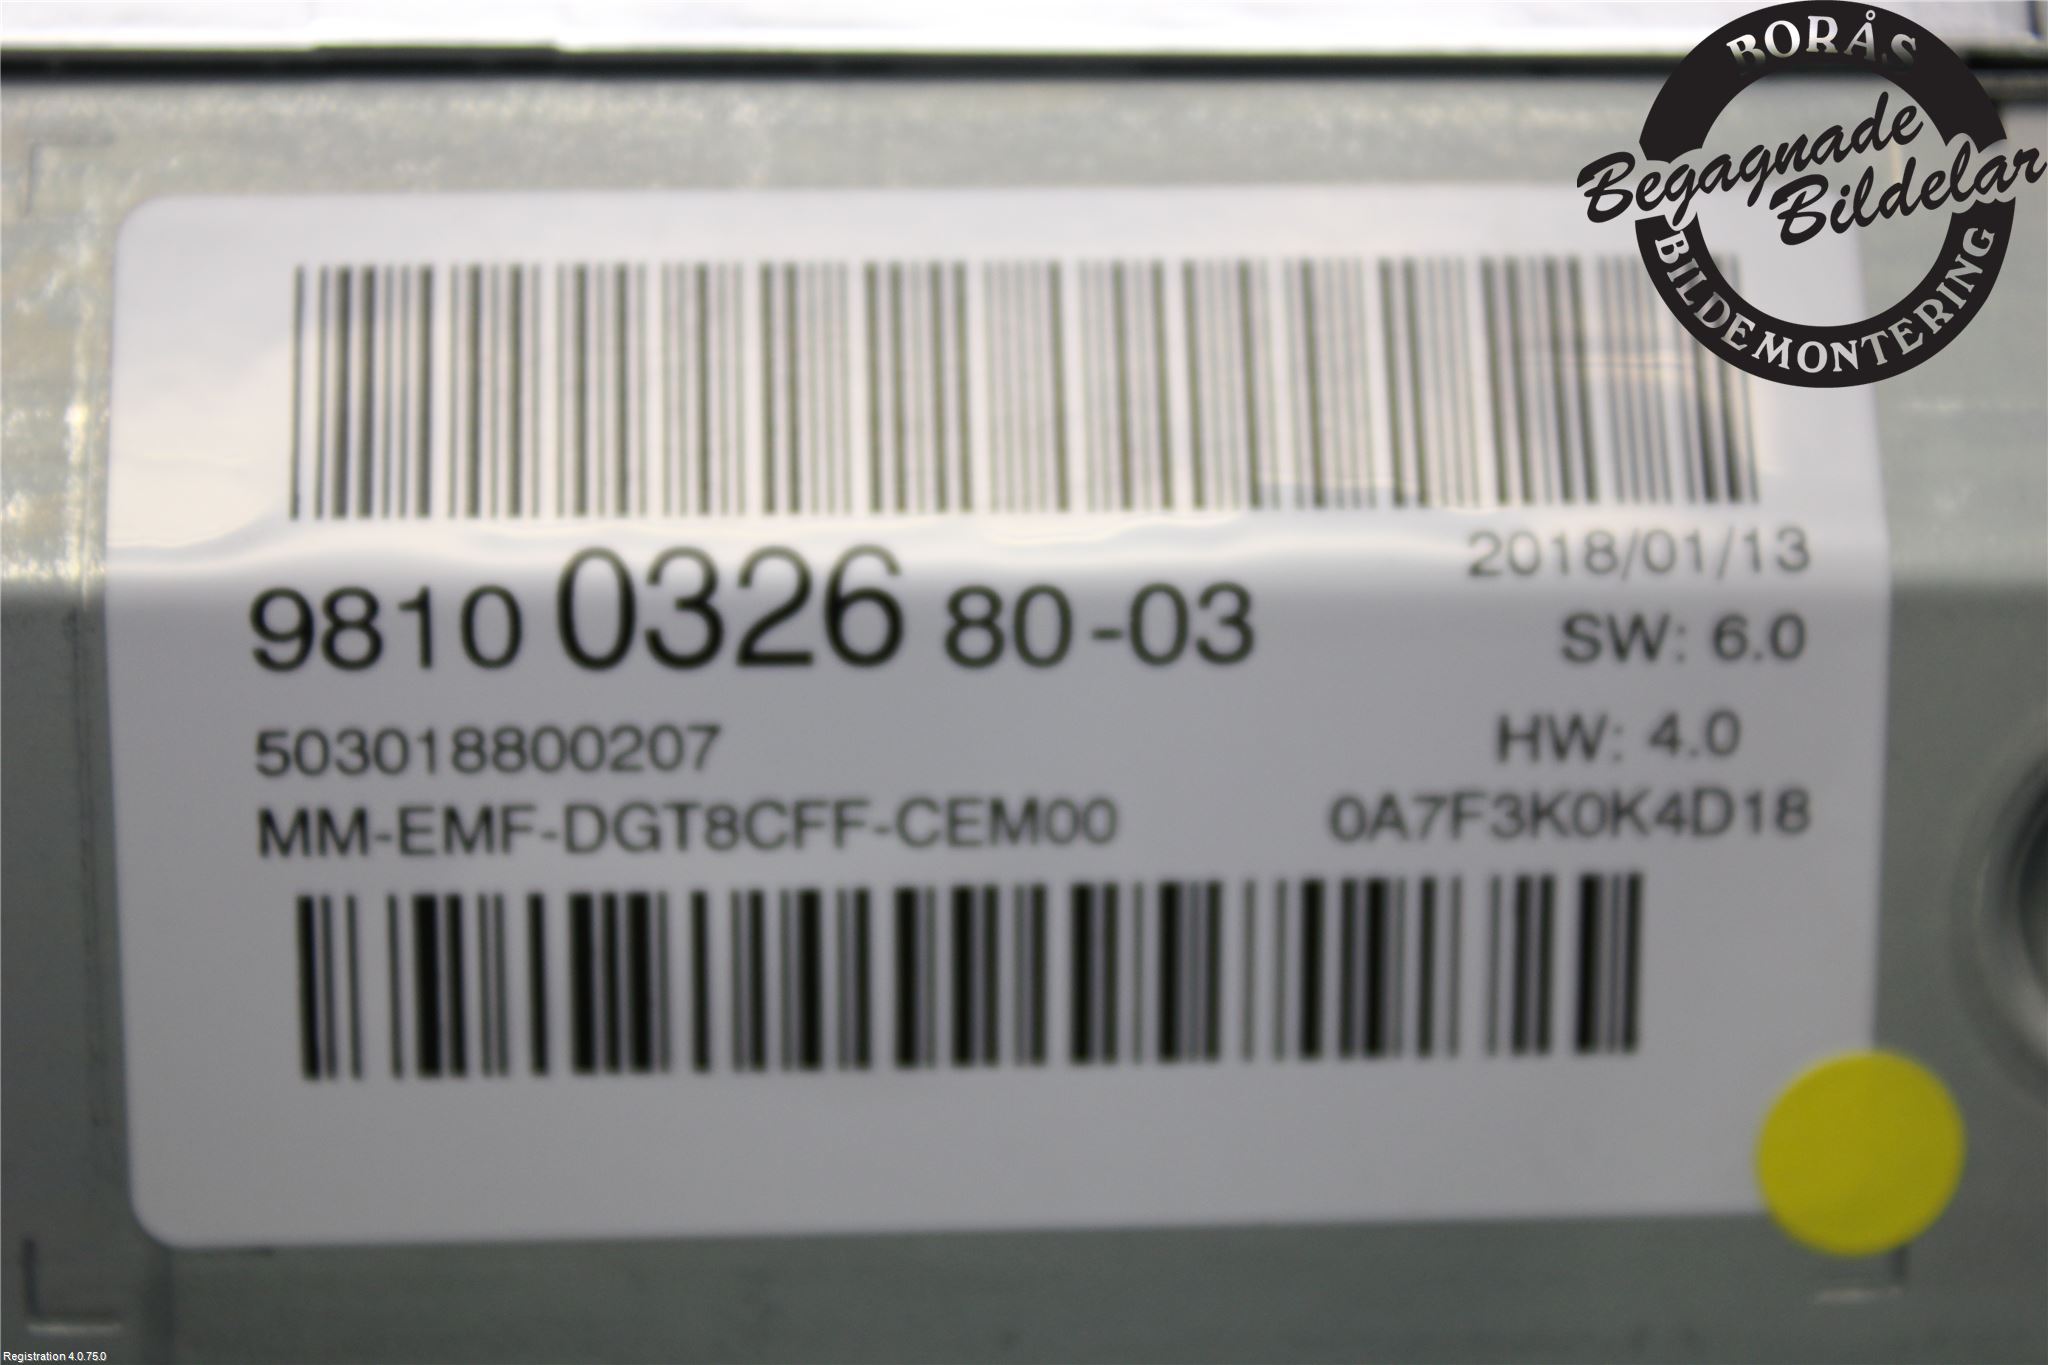 BORÅS
Begagnade
Bildelar
BILDEMONTERING
2018/01/13
9810 0326 80-03
SW: 6.0
503018800207
HW: 4.0
MM-EMF-DGT8CFF-CEM00
0A7F3K0K4D18
Registration 4.0.75.0